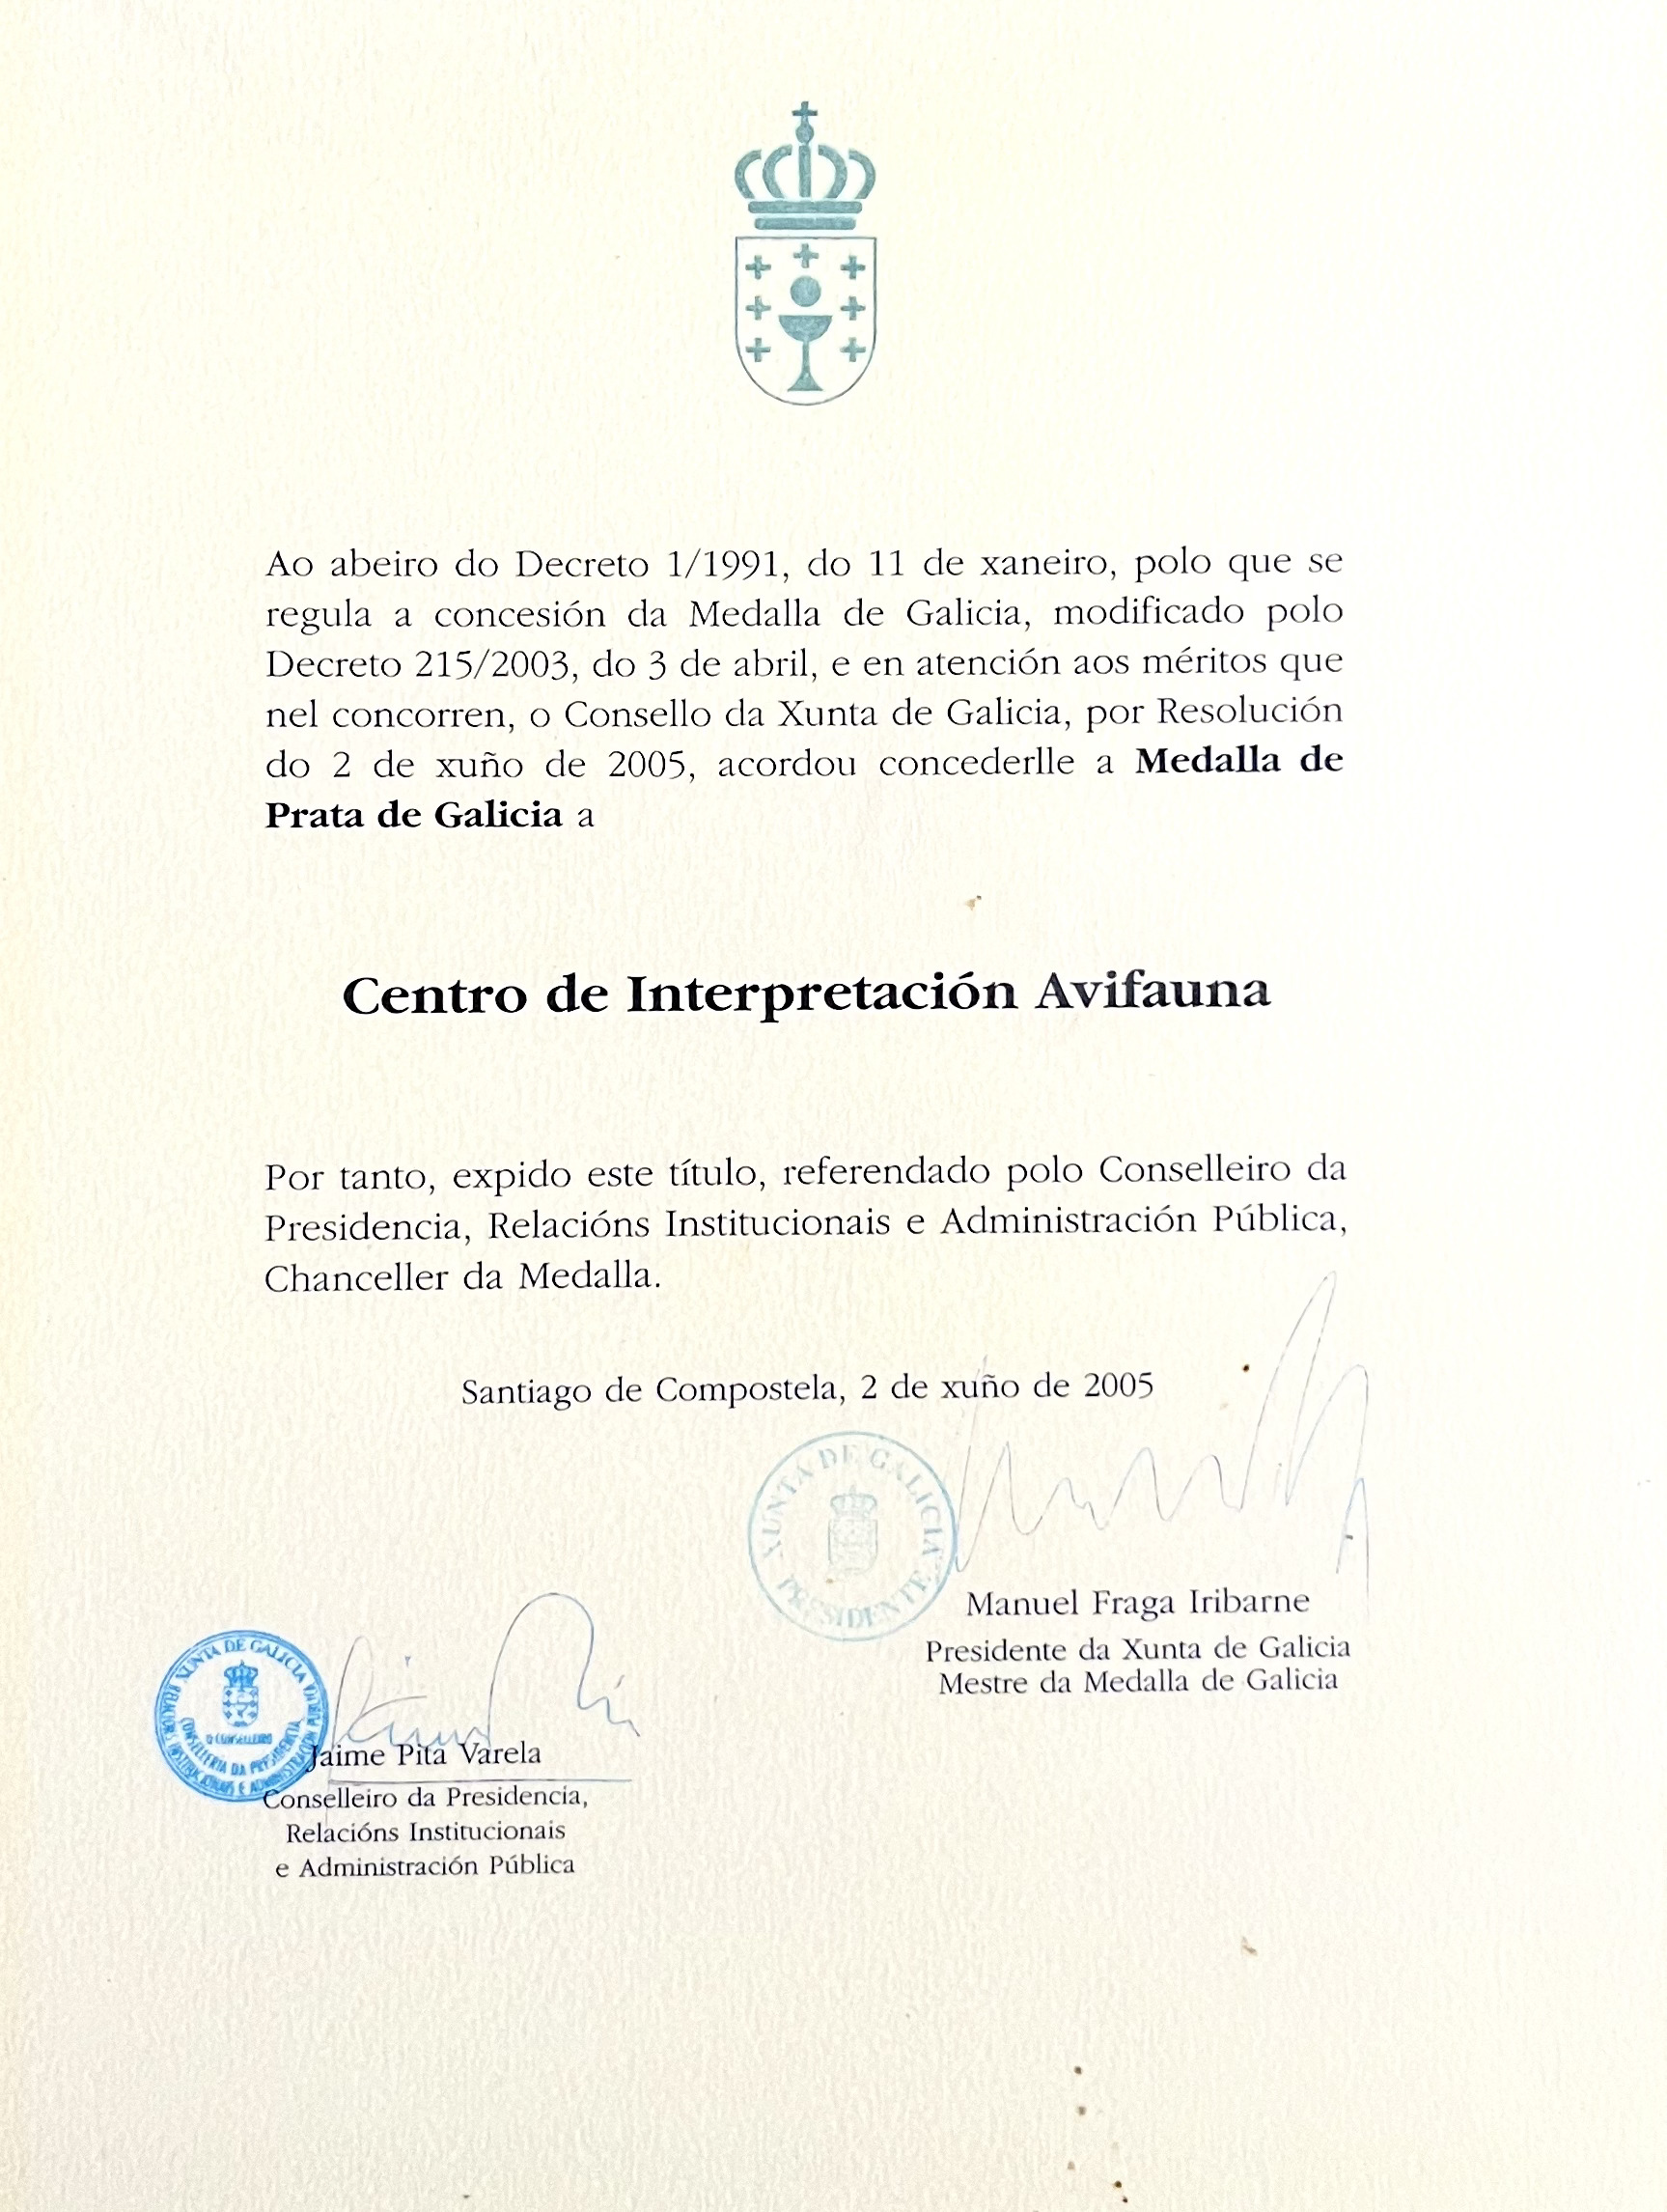 Ao abeiro do Decreto 1/1991, do 11 de xaneiro, polo que se
regula a concesión da Medalla de Galicia, modificado polo
Decreto 215/2003, do 3 de abril, e en atención aos méritos que
nel concorren, o Consello da Xunta de Galicia, por Resolución
do 2 de xuño de 2005, acordou concederlle a Medalla de
Prata de Galicia a
Centro de Interpretación Avifauna
Por tanto, expido este título, referendado polo Conselleiro da
Presidencia, Relacións Institucionais e Administración Pública,
Chanceller da Medalla.
Santiago de Compostela, 2 de xuño de 2005
XUNTA DE GALICIA
PRESIDENTE
Manuel Fraga Iribarne
Presidente da Xunta de Galicia
Mestre da Medalla de Galicia
XUNTA DE GALICIA
O CONSELLEIRO
CONSELLERIA DA PRESIDENCIA
Jaime Pita Varela
Conselleiro da Presidencia,
Relacións Institucionais
e Administración Pública